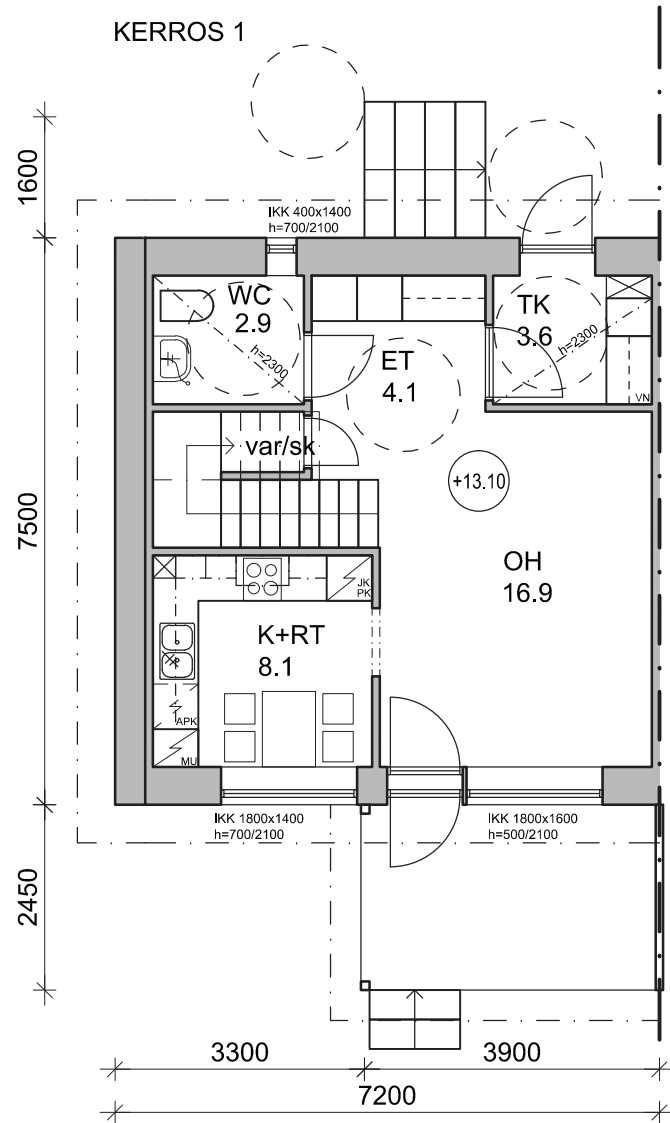 KERROS 1
1600
IKK 400x1400
h=700/2100
WC
2.9
h=2300
TK
3.6
h=2300
VN
ET
4.1
var/sk
+13.10
7500
OH
16.9
JK
PK
K+RT
8.1
APK
MU
IKK 1800x1400
h=700/2100
IKK 1800x1600
h=500/2100
2450
3300
3900
7200